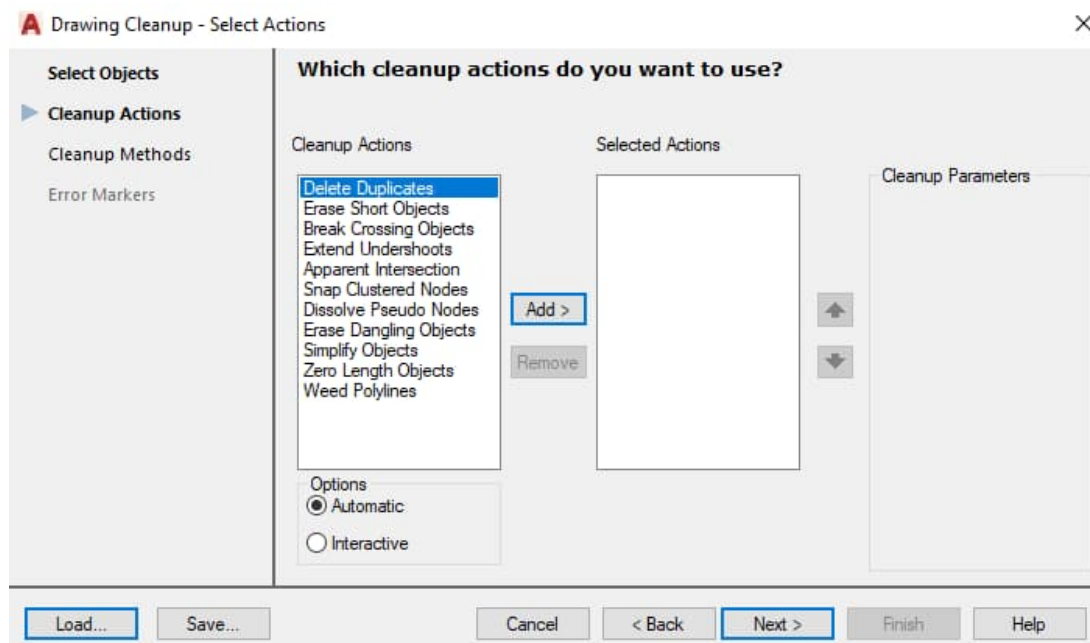 Drawing Cleanup - Select Actions
Select Objects
Cleanup Actions
Cleanup Methods
Error Markers
Which cleanup actions do you want to use?
Cleanup Actions
Delete Duplicates
Erase Short Objects
Break Crossing Objects
Extend Undershoots
Apparent Intersection
Snap Clustered Nodes
Dissolve Pseudo Nodes
Erase Dangling Objects
Simplify Objects
Zero Length Objects
Weed Polylines
Options
Automatic
Interactive
Add >
Remove
Selected Actions
Cleanup Parameters
Load...
Save...
Cancel
< Back
Next >
Finish
Help